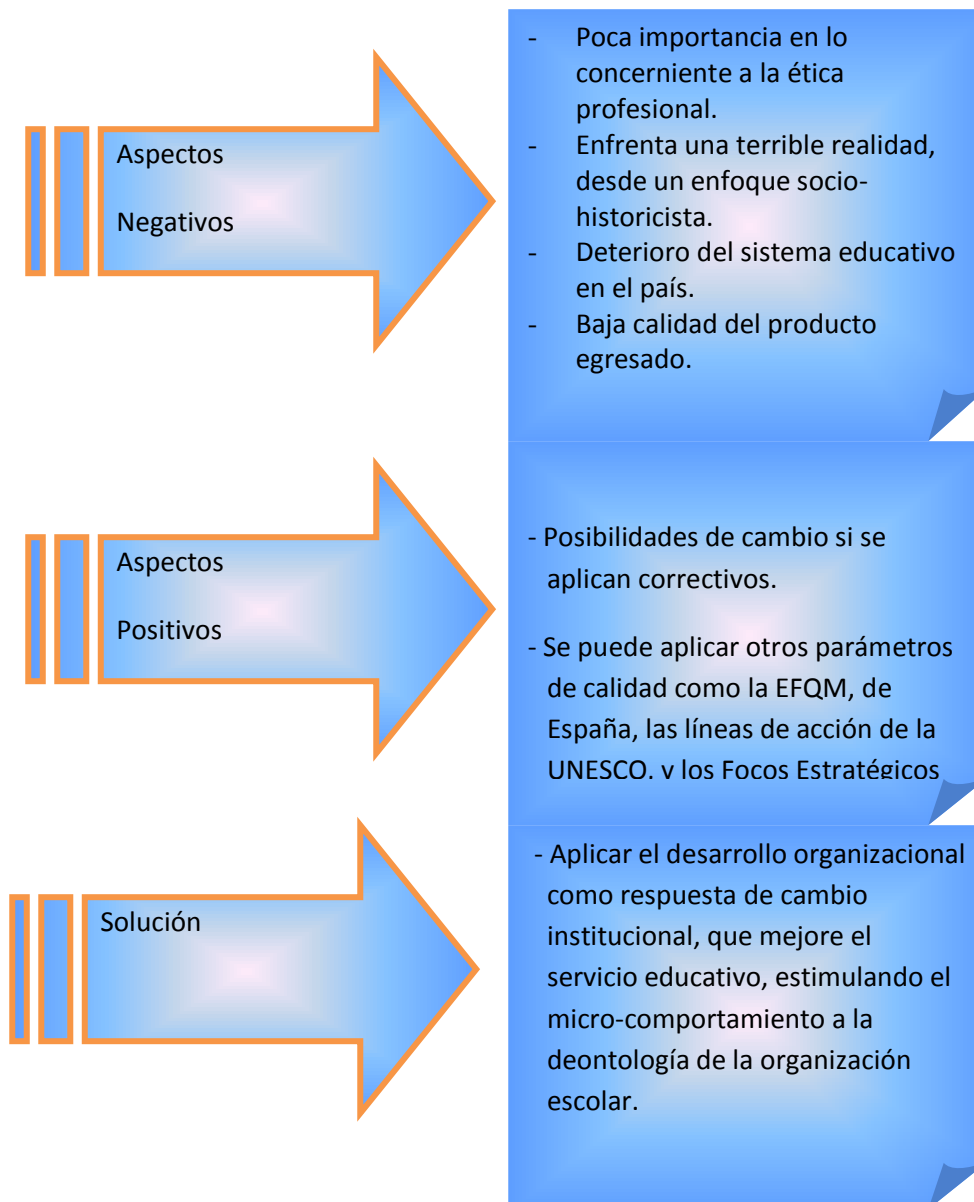 Aspectos
Negativos
- Poca importancia en lo
concerniente a la ética
profesional.
- Enfrenta una terrible realidad,
desde un enfoque socio-
historicista.
- Deterioro del sistema educativo
en el país.
- Baja calidad del producto
egresado.
Aspectos
Positivos
- Posibilidades de cambio si se
aplican correctivos.
- Se puede aplicar otros parámetros
de calidad como la EFQM, de
España, las líneas de acción de la
UNESCO, y los Focos Estratégicos
Solución
- Aplicar el desarrollo organizacional
como respuesta de cambio
institucional, que mejore el
servicio educativo, estimulando el
micro-comportamiento a la
deontología de la organización
escolar.